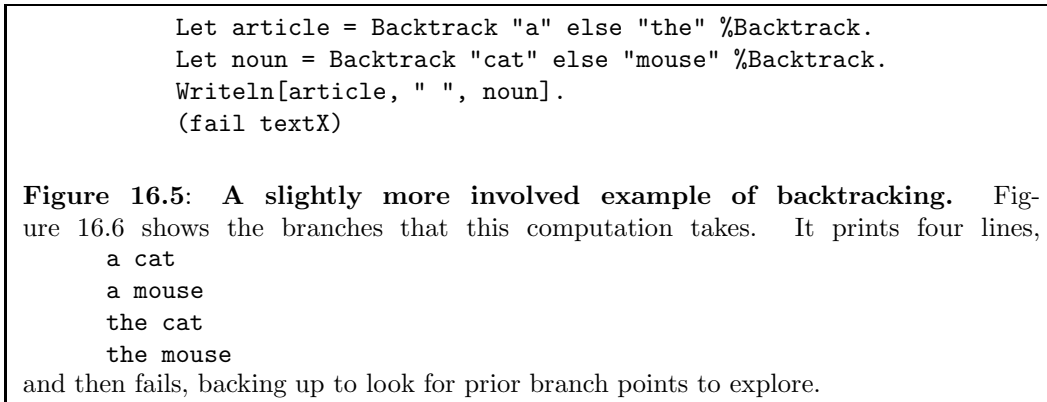 Let article = Backtrack "a" else "the" %Backtrack.
Let noun = Backtrack "cat" else "mouse" %Backtrack.
Writeln[article, " ", noun].
(fail textX)
Figure 16.5: A slightly more involved example of backtracking. Fig-
ure 16.6 shows the branches that this computation takes. It prints four lines,
a cat
a mouse
the cat
the mouse
and then fails, backing up to look for prior branch points to explore.